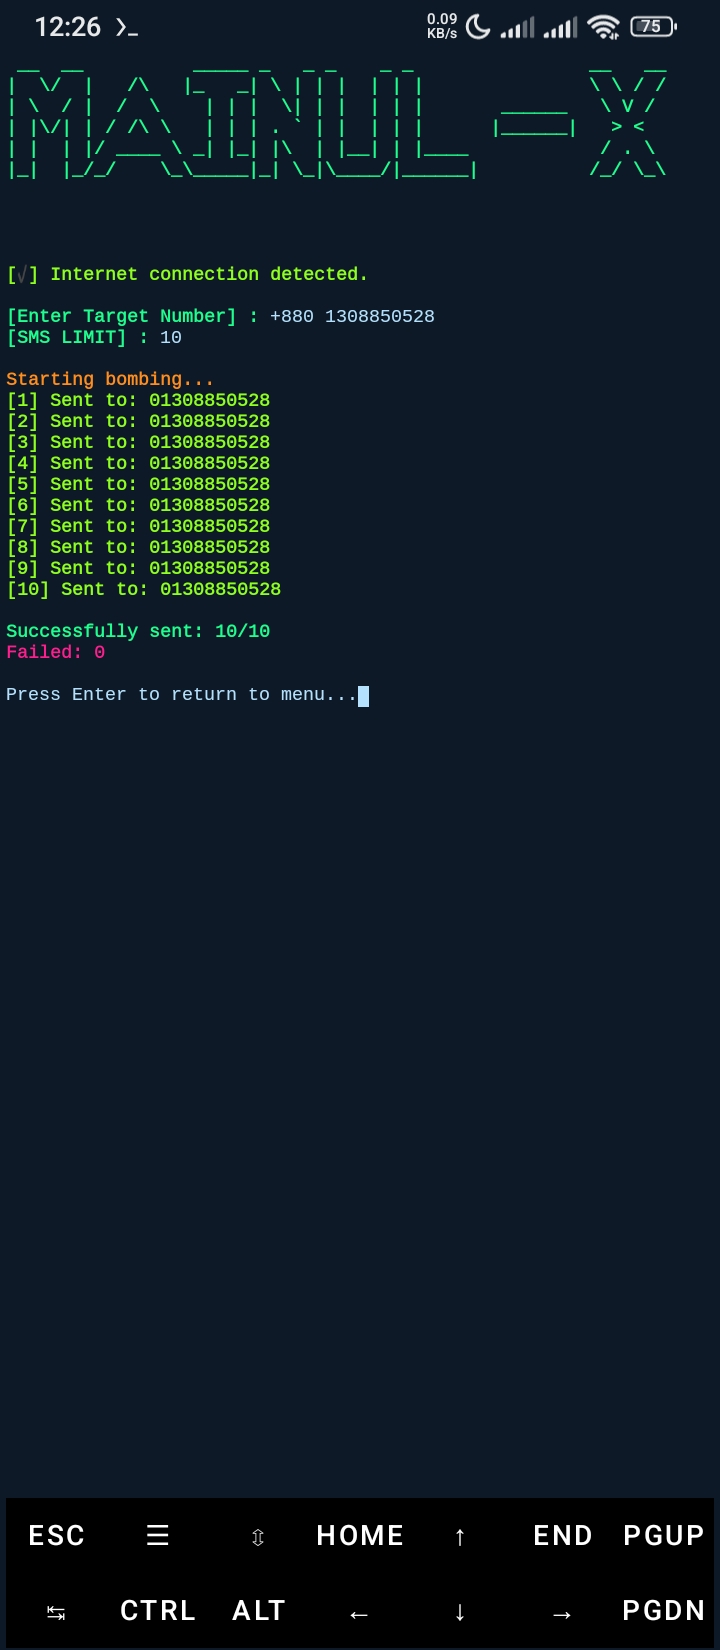 12:26
0.09
KB/s
75
MAINUL - X
[√] Internet connection detected.
[Enter Target Number] : +880 1308850528
[SMS LIMIT] : 10
Starting bombing...
[1] Sent to: 01308850528
[2] Sent to: 01308850528
[3] Sent to: 01308850528
[4] Sent to: 01308850528
[5] Sent to: 01308850528
[6] Sent to: 01308850528
[7] Sent to: 01308850528
[8] Sent to: 01308850528
[9] Sent to: 01308850528
[10] Sent to: 01308850528
Successfully sent: 10/10
Failed: 0
Press Enter to return to menu...
ESC ☰ ⇳ HOME ↑ END PGUP
↹ CTRL ALT ← ↓ → PGDN